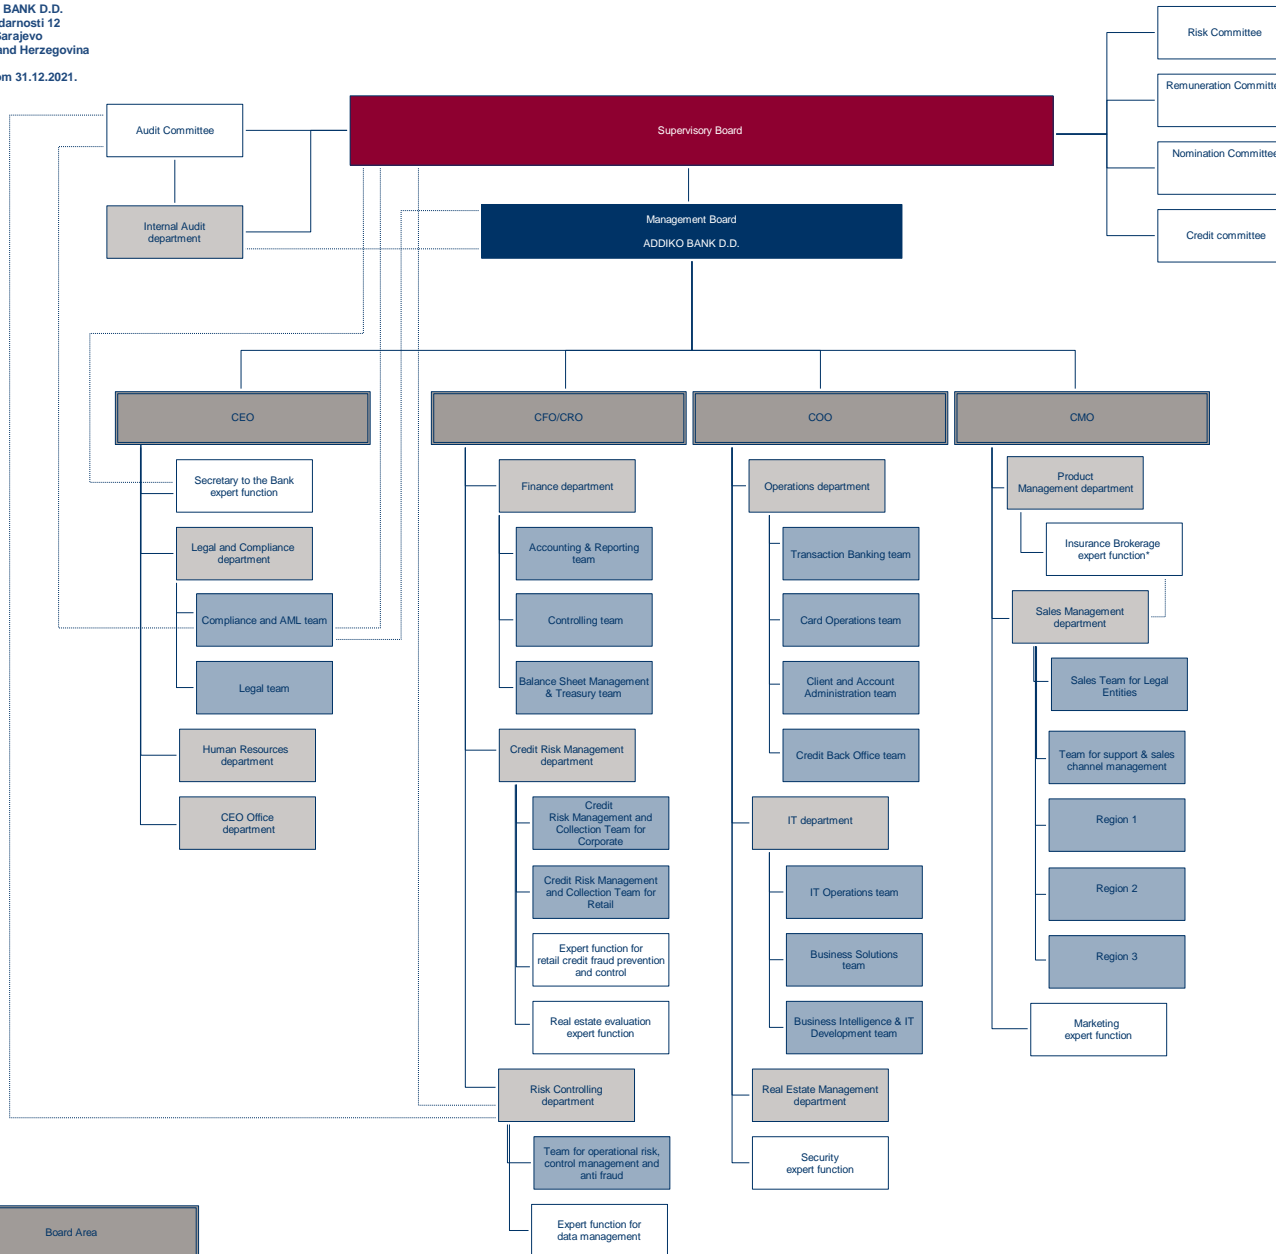 BANK D.D.
darnosti 12
Sarajevo
and Herzegovina
om 31.12.2021.
Risk Committee
Remuneration Committe
Nomination Committee
Credit committee
Audit Committee
Supervisory Board
Internal Audit
department
Management Board
ADDIKO BANK D.D.
CEO
CFO/CRO
COO
CMO
Secretary to the Bank
expert function
Legal and Compliance
department
Compliance and AML team
Legal team
Human Resources
department
CEO Office
department
Finance department
Accounting & Reporting
team
Controlling team
Balance Sheet Management
& Treasury team
Credit Risk Management
department
Credit
Risk Management and
Collection Team for
Corporate
Credit Risk Management
and Collection Team for
Retail
Expert function for
retail credit fraud prevention
and control
Real estate evaluation
expert function
Risk Controlling
department
Team for operational risk,
control management and
anti fraud
Expert function for
data management
Operations department
Transaction Banking team
Card Operations team
Client and Account
Administration team
Credit Back Office team
IT department
IT Operations team
Business Solutions
team
Business Intelligence & IT
Development team
Real Estate Management
department
Security
expert function
Product
Management department
Insurance Brokerage
expert function*
Sales Management
department
Sales Team for Legal
Entities
Team for support & sales
channel management
Region 1
Region 2
Region 3
Marketing
expert function
Board Area